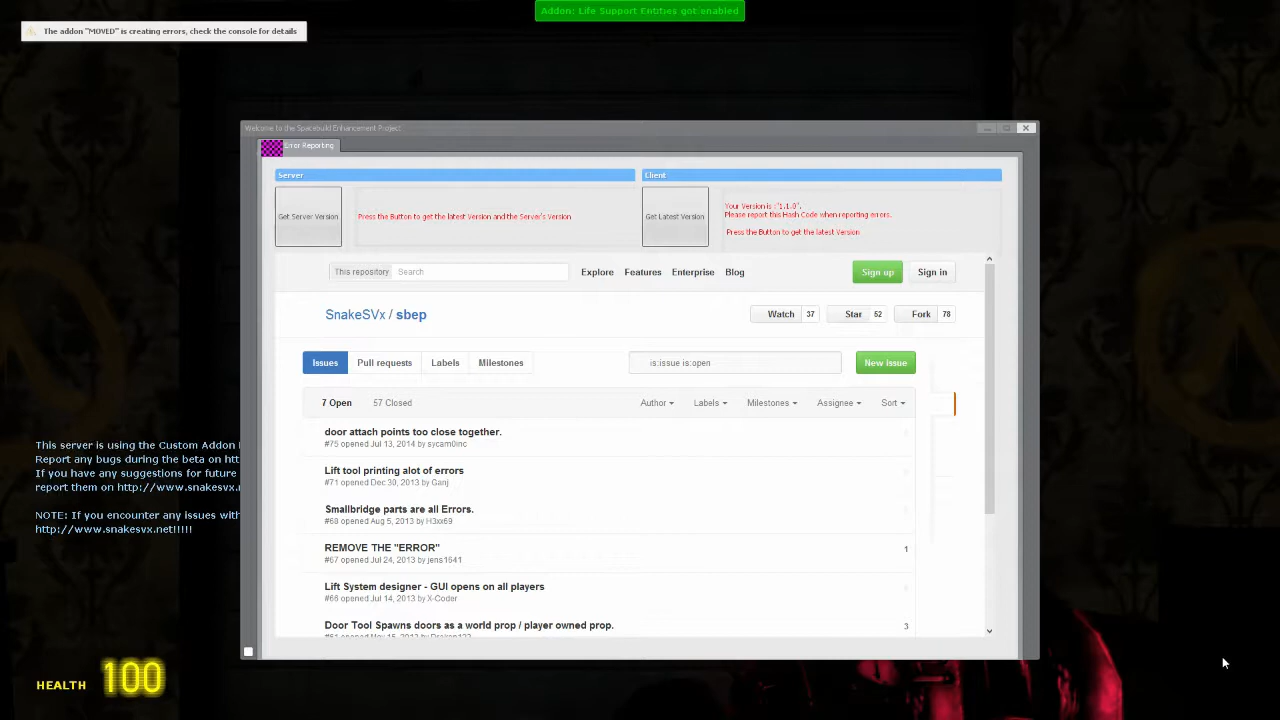 Addon: Life Support Entities got enabled
The addon "MOVED" is creating errors, check the console for details
Welcome to the Spacebuild Enhancement Project
Error Reporting
Server
Client
Get Server Version
Press the Button to get the latest Version and the Server's Version
Get Latest Version
Your Version is :"1.1.0".
Please report this Hash Code when reporting errors.
Press the Button to get the latest Version
This repository
Search
Explore
Features
Enterprise
Blog
Sign up
Sign in
SnakeSVx / sbep
Watch 37
Star 52
Fork 78
Issues
Pull requests
Labels
Milestones
is:issue is:open
New Issue
7 Open
57 Closed
Author
Labels
Milestones
Assignee
Sort
door attach points too close together.
#75 opened Jul 13, 2014 by sycam0inc
Lift tool printing alot of errors
#71 opened Dec 30, 2013 by Ganj
Smallbridge parts are all Errors.
#68 opened Aug 5, 2013 by H3xx69
REMOVE THE "ERROR"
1
#67 opened Jul 24, 2013 by jens1641
Lift System designer - GUI opens on all players
#66 opened Jul 14, 2013 by X-Coder
Door Tool Spawns doors as a world prop / player owned prop.
3
This server is using the Custom Addon
Report any bugs during the beta on htt
If you have any suggestions for future
report them on http://www.snakesvx.
NOTE: If you encounter any issues with
http://www.snakesvx.net!!!!!
HEALTH 100